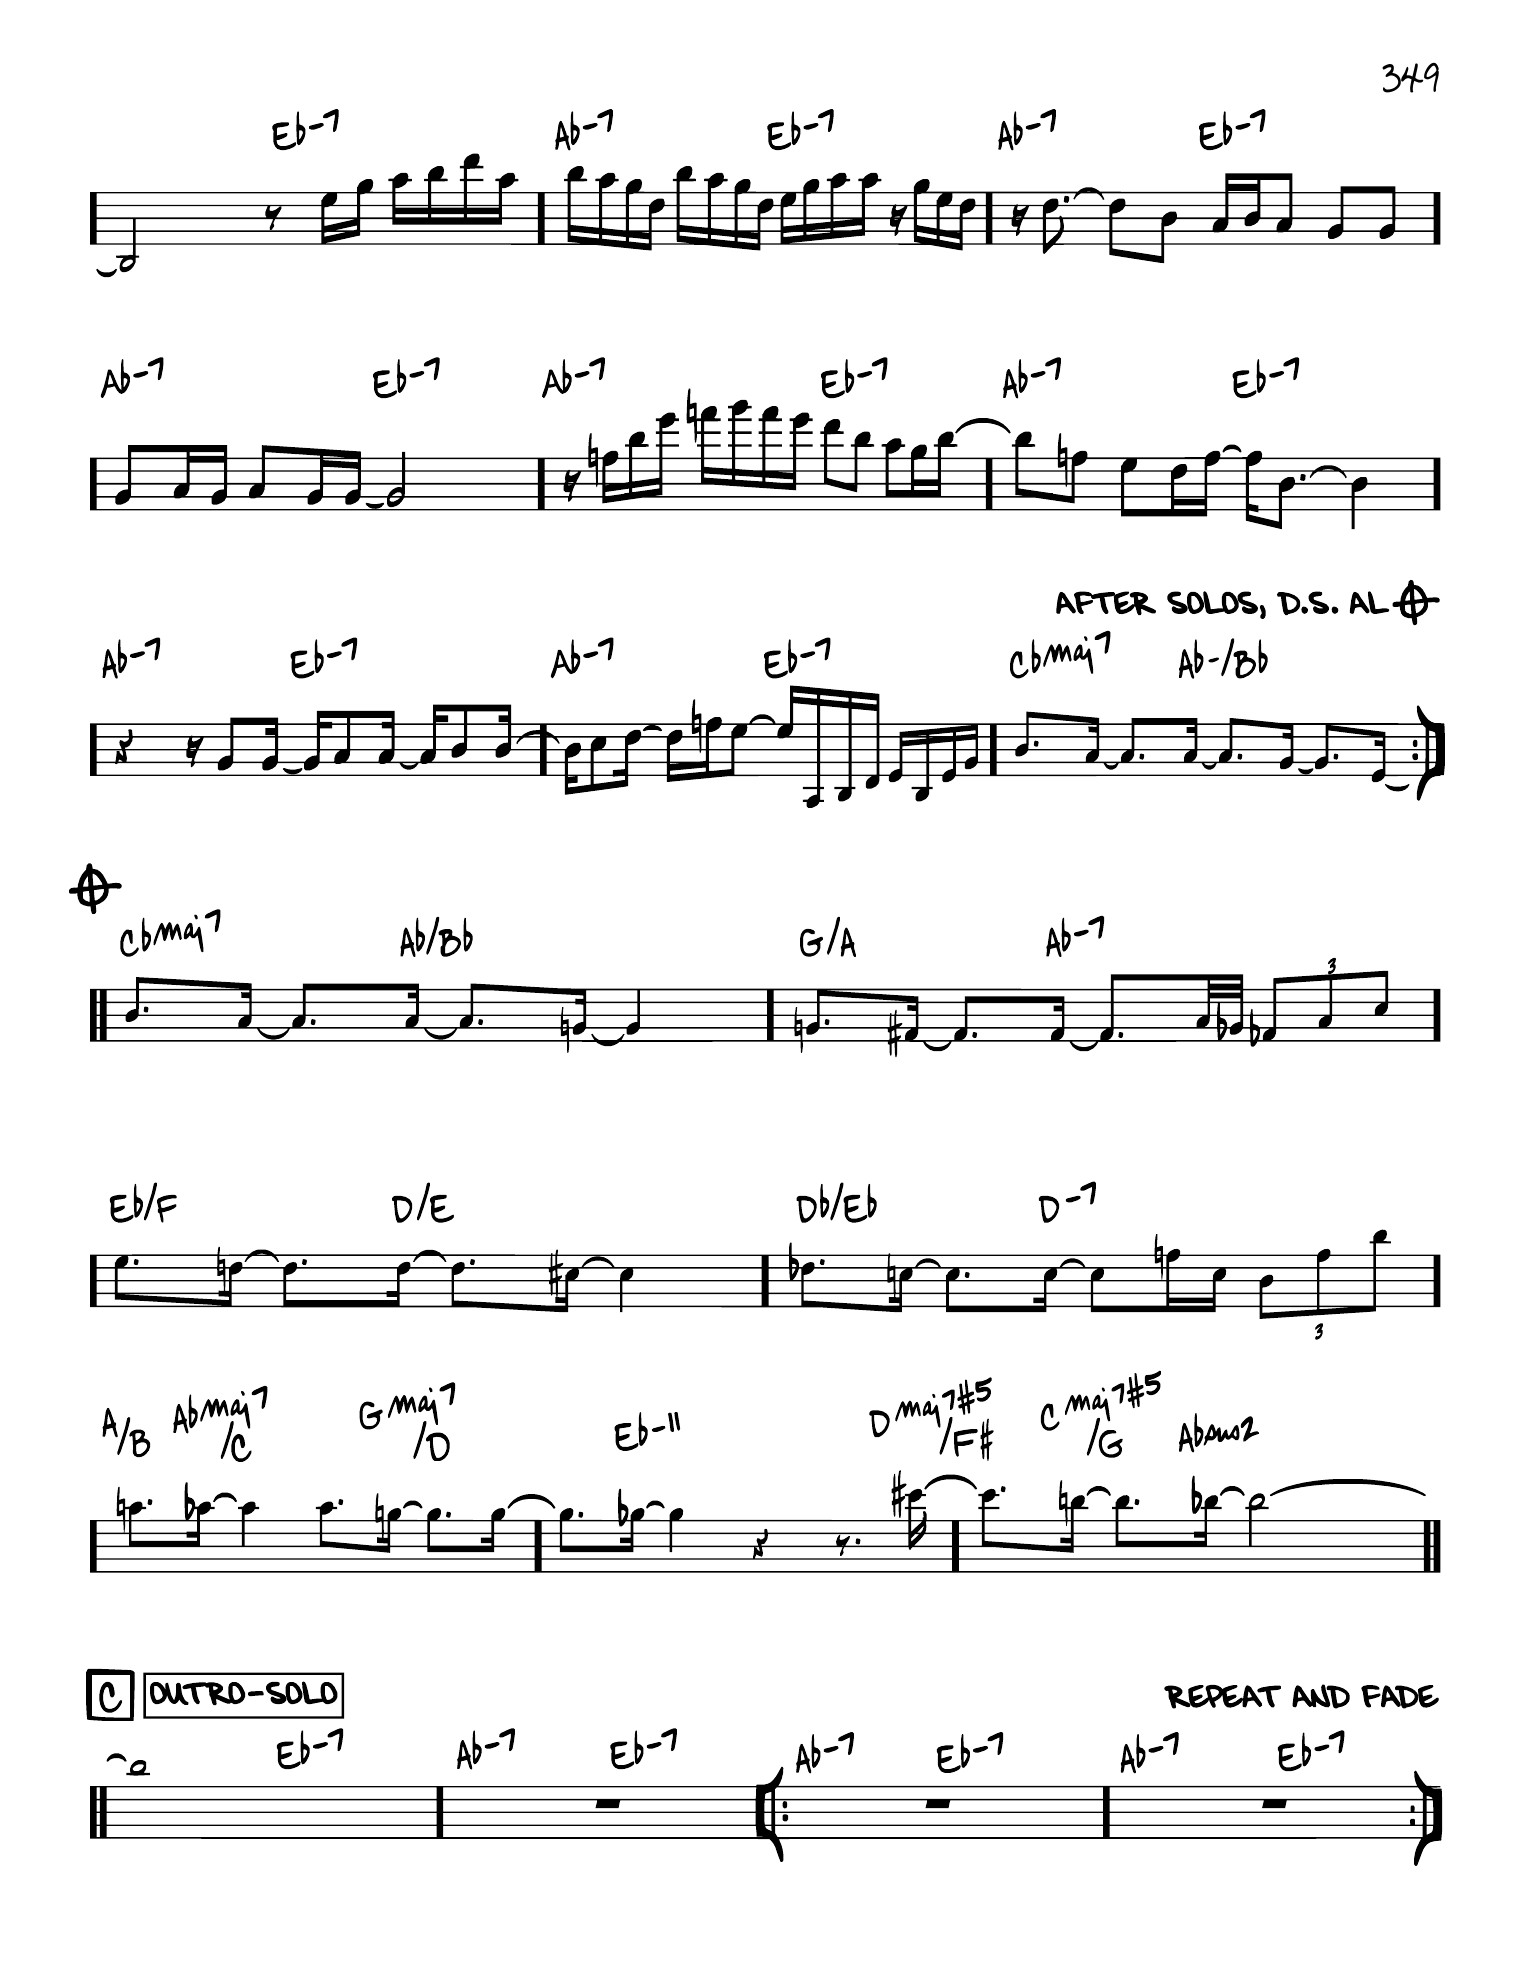 349
Eb-7 Ab-7 Eb-7 Ab-7 Eb-7
Ab-7 Eb-7 Ab-7 Eb-7 Ab-7 Eb-7
AFTER SOLOS, D.S. AL
Ab-7 Eb-7 Ab-7 Eb-7 Cbmaj7 Ab-/Bb
Cbmaj7 Ab/Bb G/A Ab-7
3
Eb/F D/E Db/Eb D-7
3
A/B Abmaj7/C Gmaj7/D Eb-11 Dmaj7#5/F# Cmaj7#5/G Absus2
C OUTRO-SOLO REPEAT AND FADE
Eb-7 Ab-7 Eb-7 Ab-7 Eb-7 Ab-7 Eb-7